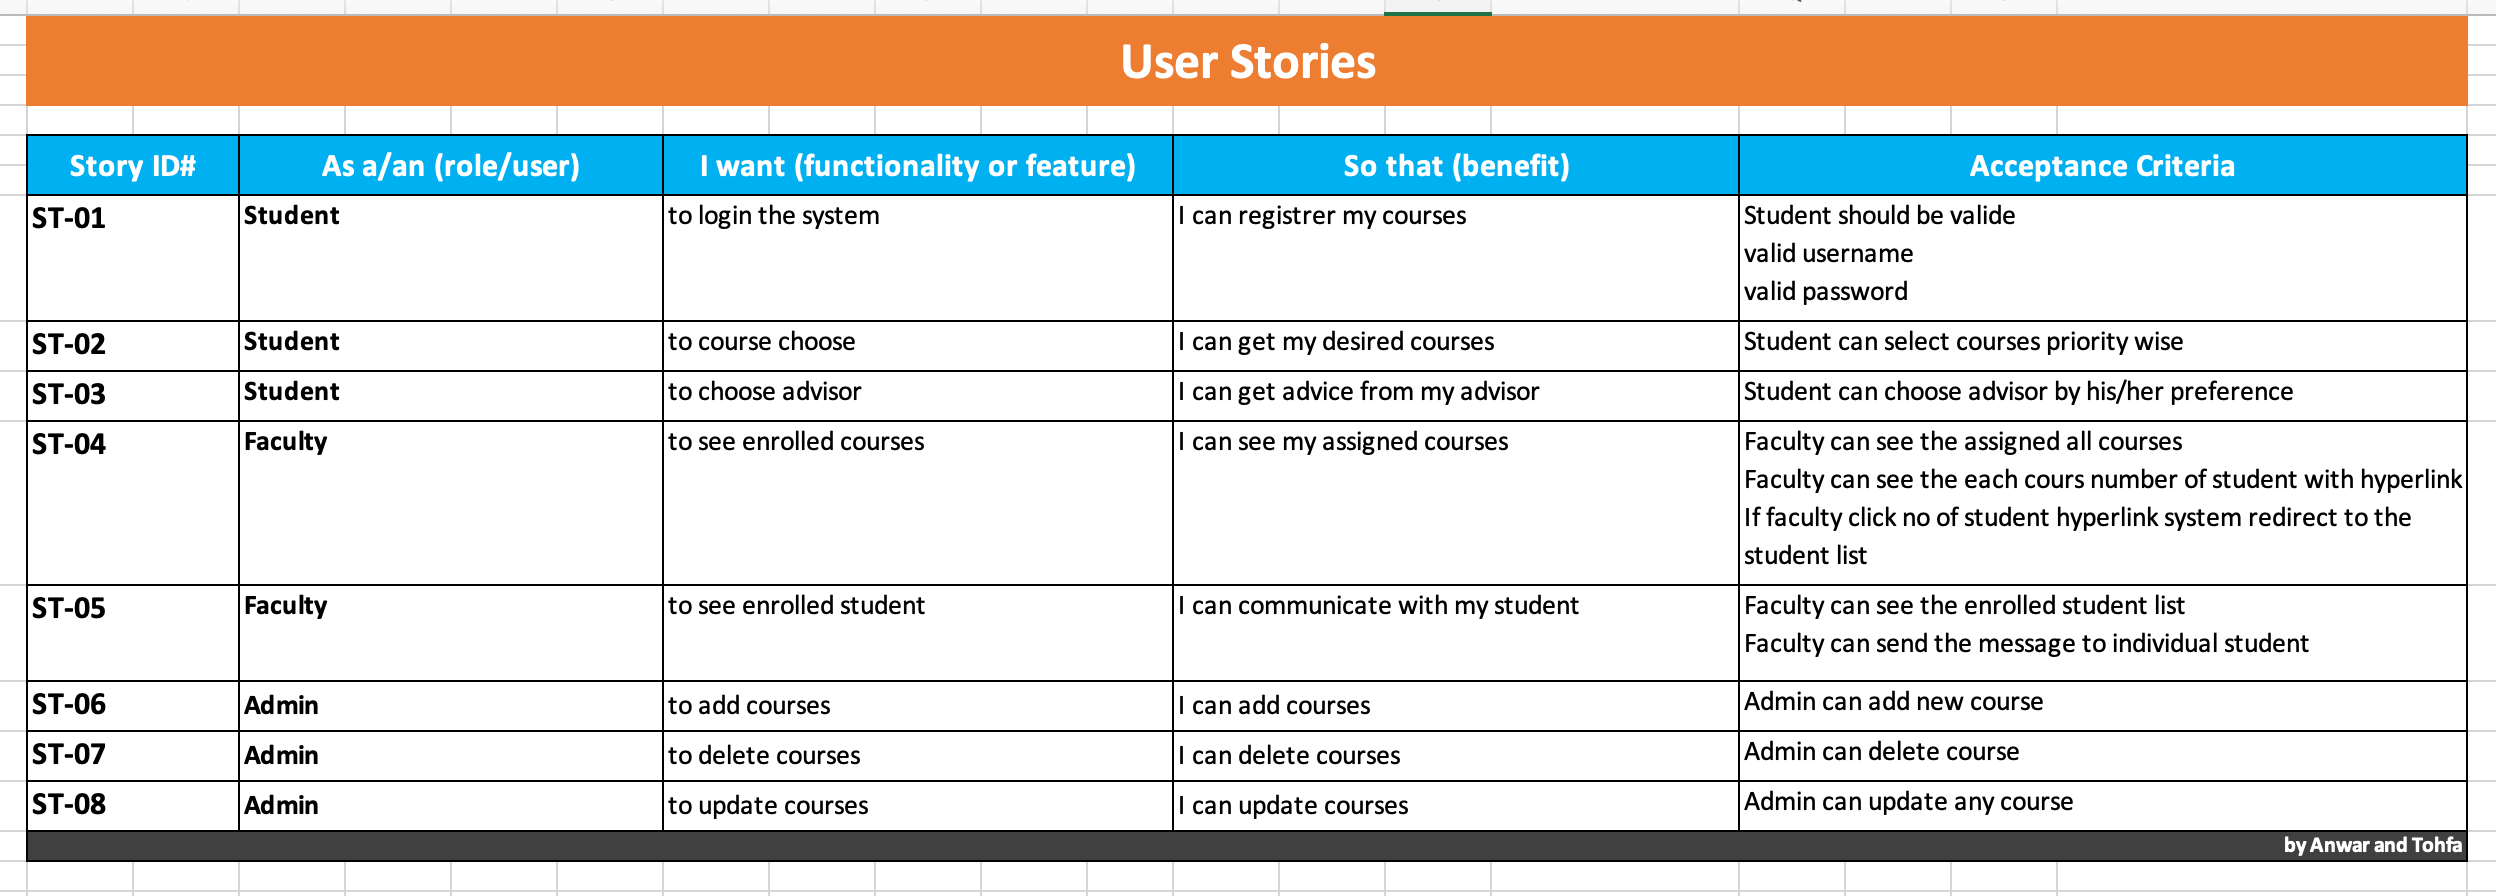 User Stories
Story ID# As a/an (role/user) I want (functionality or feature) So that (benefit) Acceptance Criteria
ST-01 Student to login the system I can registrer my courses Student should be valide
valid username
valid password
ST-02 Student to course choose I can get my desired courses Student can select courses priority wise
ST-03 Student to choose advisor I can get advice from my advisor Student can choose advisor by his/her preference
ST-04 Faculty to see enrolled courses I can see my assigned courses Faculty can see the assigned all courses
Faculty can see the each cours number of student with hyperlink
If faculty click no of student hyperlink system redirect to the
student list
ST-05 Faculty to see enrolled student I can communicate with my student Faculty can see the enrolled student list
Faculty can send the message to individual student
ST-06 Admin to add courses I can add courses Admin can add new course
ST-07 Admin to delete courses I can delete courses Admin can delete course
ST-08 Admin to update courses I can update courses Admin can update any course
by Anwar and Tohfa